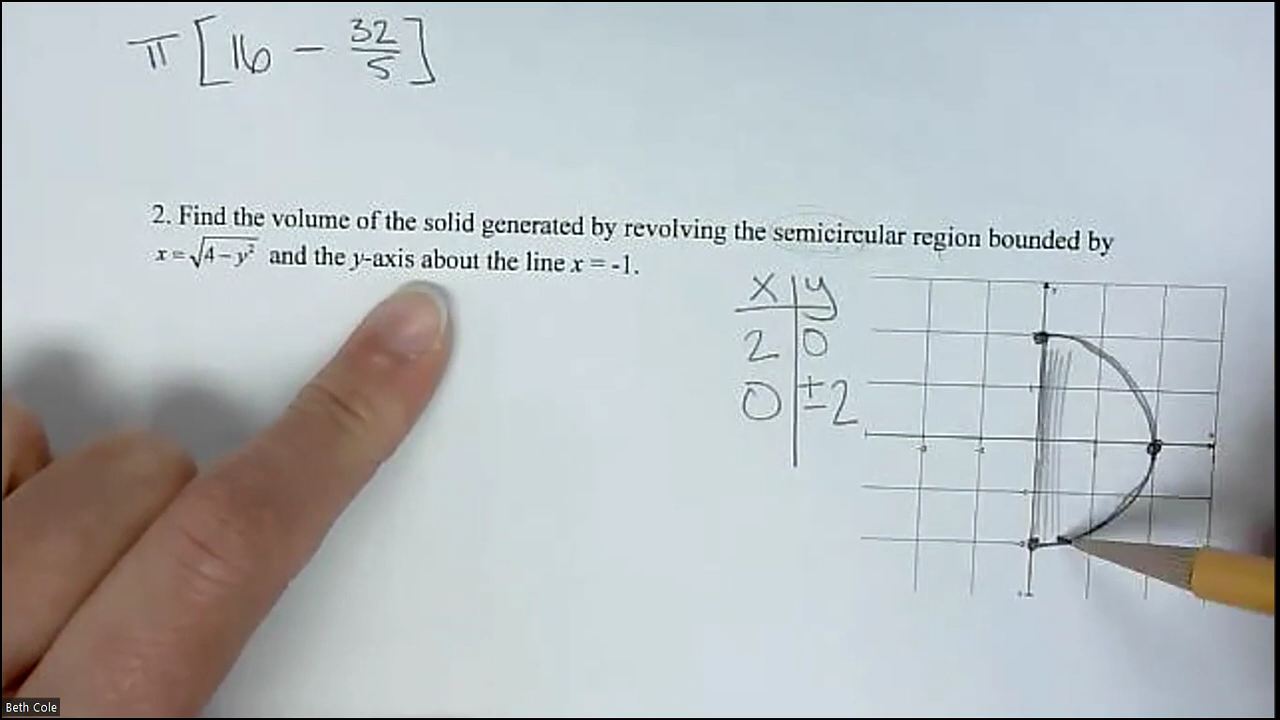 π[16 − 32/5]
2. Find the volume of the solid generated by revolving the semicircular region bounded by
x = √4 − y² and the y-axis about the line x = -1.
x | y
2 | 0
0 | ±2
Beth Cole